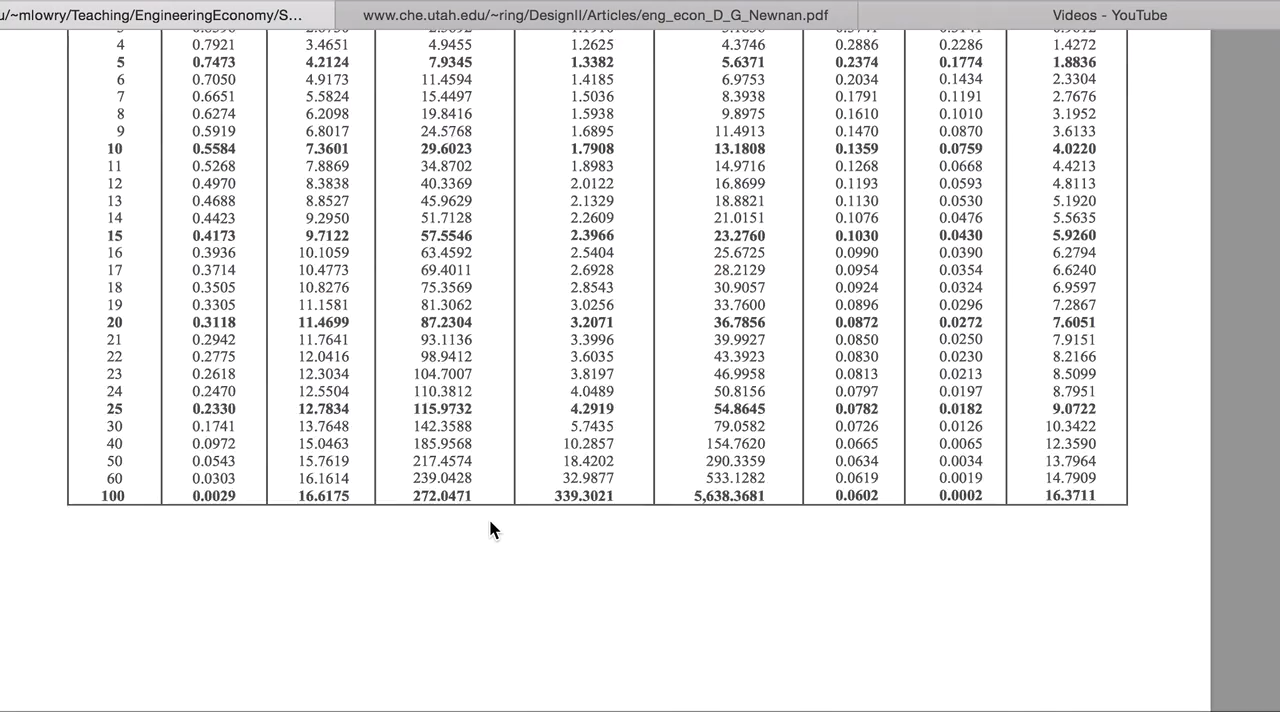 u/~mlowry/Teaching/EngineeringEconomy/S... www.che.utah.edu/~ring/DesignII/Articles/eng_econ_D_G_Newnan.pdf Videos - YouTube
4 0.7921 3.4651 4.9455 1.2625 4.3746 0.2886 0.2286 1.4272
5 0.7473 4.2124 7.9345 1.3382 5.6371 0.2374 0.1774 1.8836
6 0.7050 4.9173 11.4594 1.4185 6.9753 0.2034 0.1434 2.3304
7 0.6651 5.5824 15.4497 1.5036 8.3938 0.1791 0.1191 2.7676
8 0.6274 6.2098 19.8416 1.5938 9.8975 0.1610 0.1010 3.1952
9 0.5919 6.8017 24.5768 1.6895 11.4913 0.1470 0.0870 3.6133
10 0.5584 7.3601 29.6023 1.7908 13.1808 0.1359 0.0759 4.0220
11 0.5268 7.8869 34.8702 1.8983 14.9716 0.1268 0.0668 4.4213
12 0.4970 8.3838 40.3369 2.0122 16.8699 0.1193 0.0593 4.8113
13 0.4688 8.8527 45.9629 2.1329 18.8821 0.1130 0.0530 5.1920
14 0.4423 9.2950 51.7128 2.2609 21.0151 0.1076 0.0476 5.5635
15 0.4173 9.7122 57.5546 2.3966 23.2760 0.1030 0.0430 5.9260
16 0.3936 10.1059 63.4592 2.5404 25.6725 0.0990 0.0390 6.2794
17 0.3714 10.4773 69.4011 2.6928 28.2129 0.0954 0.0354 6.6240
18 0.3505 10.8276 75.3569 2.8543 30.9057 0.0924 0.0324 6.9597
19 0.3305 11.1581 81.3062 3.0256 33.7600 0.0896 0.0296 7.2867
20 0.3118 11.4699 87.2304 3.2071 36.7856 0.0872 0.0272 7.6051
21 0.2942 11.7641 93.1136 3.3996 39.9927 0.0850 0.0250 7.9151
22 0.2775 12.0416 98.9412 3.6035 43.3923 0.0830 0.0230 8.2166
23 0.2618 12.3034 104.7007 3.8197 46.9958 0.0813 0.0213 8.5099
24 0.2470 12.5504 110.3812 4.0489 50.8156 0.0797 0.0197 8.7951
25 0.2330 12.7834 115.9732 4.2919 54.8645 0.0782 0.0182 9.0722
30 0.1741 13.7648 142.3588 5.7435 79.0582 0.0726 0.0126 10.3422
40 0.0972 15.0463 185.9568 10.2857 154.7620 0.0665 0.0065 12.3590
50 0.0543 15.7619 217.4574 18.4202 290.3359 0.0634 0.0034 13.7964
60 0.0303 16.1614 239.0428 32.9877 533.1282 0.0619 0.0019 14.7909
100 0.0029 16.6175 272.0471 339.3021 5,638.3681 0.0602 0.0002 16.3711